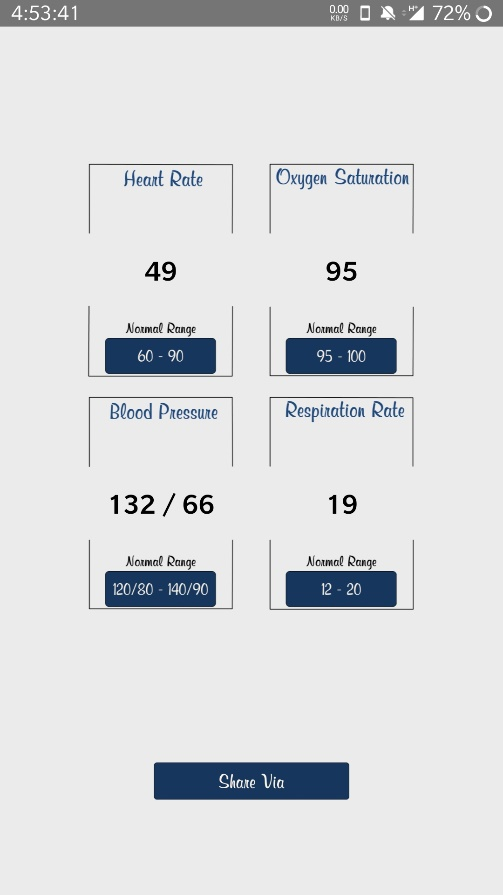 4:53:41 0.00 KB/S H+ 72%
Heart Rate
49
Normal Range
60 - 90
Oxygen Saturation
95
Normal Range
95 - 100
Blood Pressure
132 / 66
Normal Range
120/80 - 140/90
Respiration Rate
19
Normal Range
12 - 20
Share Via